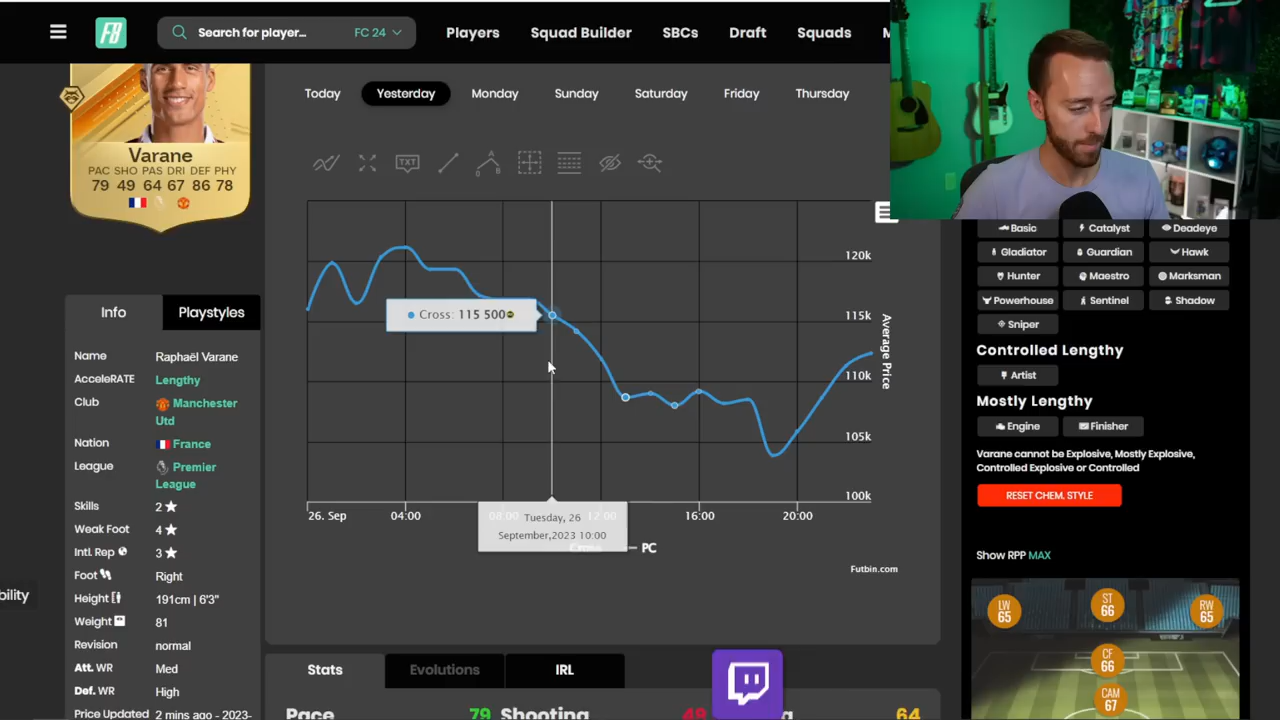 FB
Search for player...
FC 24
Players
Squad Builder
SBCs
Draft
Squads
Varane
PAC SHO PAS DRI DEF PHY
79 49 64 67 86 78
Today
Yesterday
Monday
Sunday
Saturday
Friday
Thursday
TXT
Cross: 115 500
120k
115k
110k
105k
100k
Average Price
26. Sep
04:00
08:00
12:00
16:00
20:00
Tuesday, 26
September,2023 10:00
PC
Futbin.com
Info
Playstyles
Name
Raphaël Varane
AcceleRATE
Lengthy
Club
Manchester
Utd
Nation
France
League
Premier
League
Skills
2
Weak Foot
4
Intl. Rep
3
Foot
Right
Height
191cm | 6'3"
Weight
81
Revision
normal
Att. WR
Med
Def. WR
High
Price Updated
2 mins ago - 2023-
bility
Stats
Evolutions
IRL
Pace
79
Shooting
49
64
Basic
Catalyst
Deadeye
Gladiator
Guardian
Hawk
Hunter
Maestro
Marksman
Powerhouse
Sentinel
Shadow
Sniper
Controlled Lengthy
Artist
Mostly Lengthy
Engine
Finisher
Varane cannot be Explosive, Mostly Explosive,
Controlled Explosive or Controlled
RESET CHEM. STYLE
Show RPP MAX
LW
65
ST
66
RW
65
CF
66
CAM
67